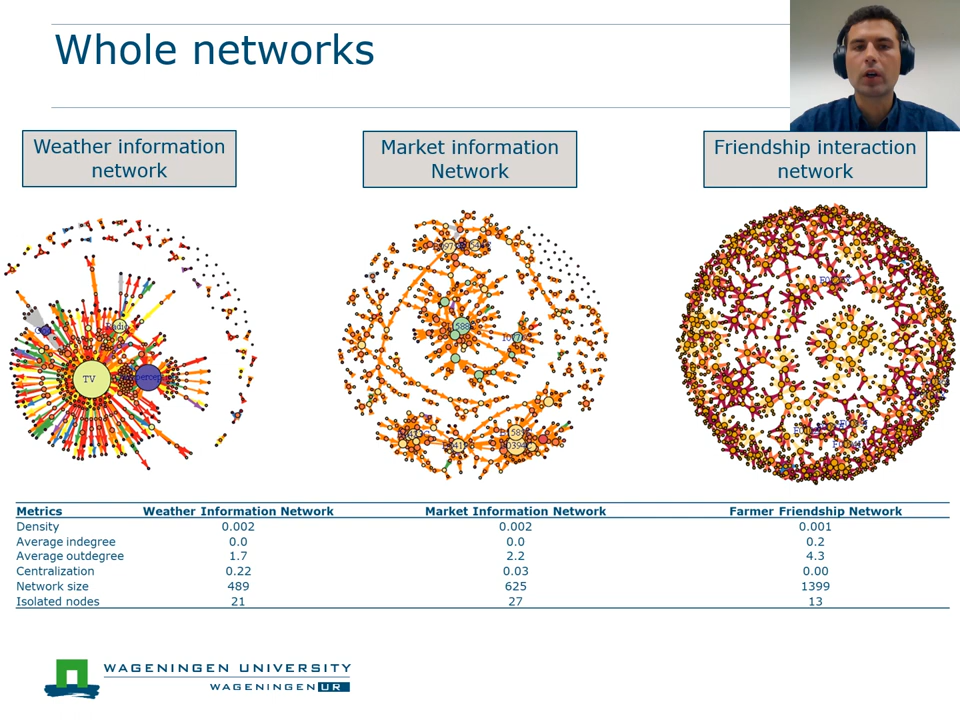 Whole networks
Weather information
network
Market information
Network
Friendship interaction
network
TV
Metrics Weather Information Network Market Information Network Farmer Friendship Network
Density 0.002 0.002 0.001
Average indegree 0.0 0.0 0.2
Average outdegree 1.7 2.2 4.3
Centralization 0.22 0.03 0.00
Network size 489 625 1399
Isolated nodes 21 27 13
WAGENINGEN UNIVERSITY
WAGENINGEN UR